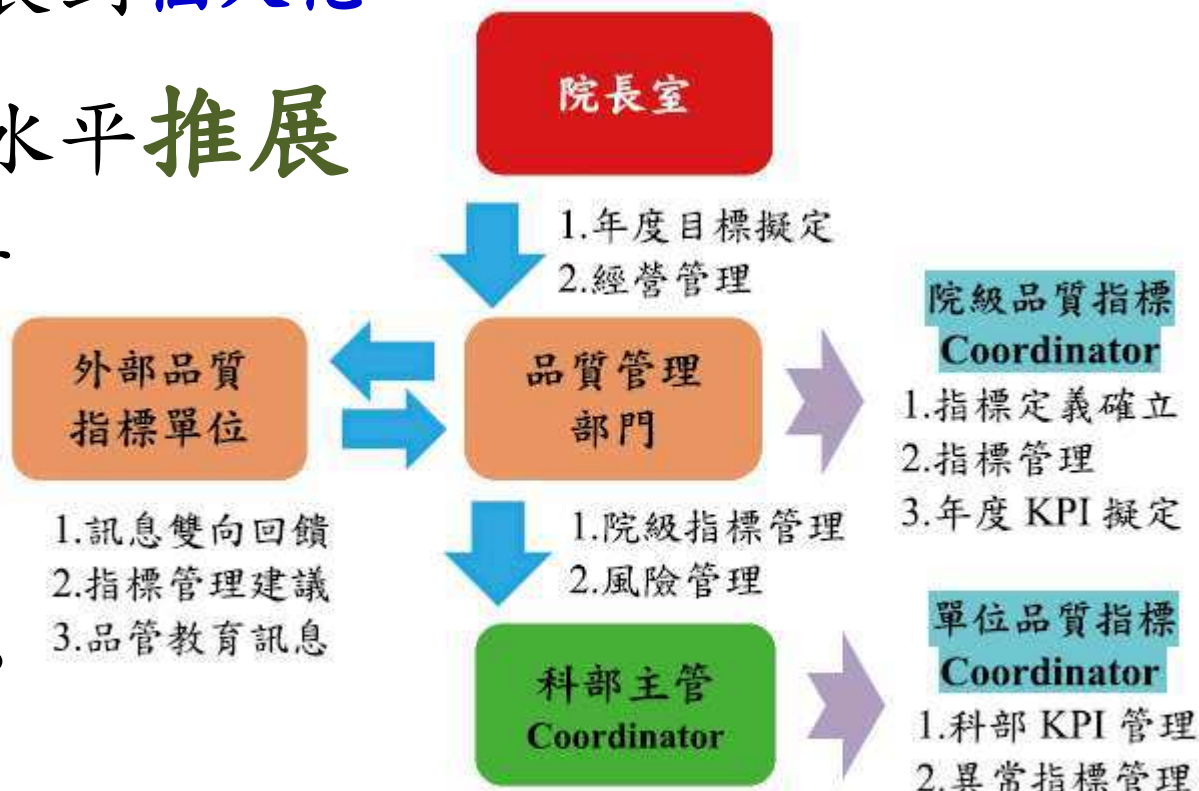 展到個人化
水平推展
院長室
1.年度目標擬定
2.經營管理
外部品質
指標單位
1.訊息雙向回饋
2.指標管理建議
3.品管教育訊息
品質管理
部門
院級品質指標
Coordinator
1.指標定義確立
2.指標管理
3.年度 KPI 擬定
1.院級指標管理
2.風險管理
科部主管
Coordinator
單位品質指標
Coordinator
1.科部 KPI 管理
2.異常指標管理